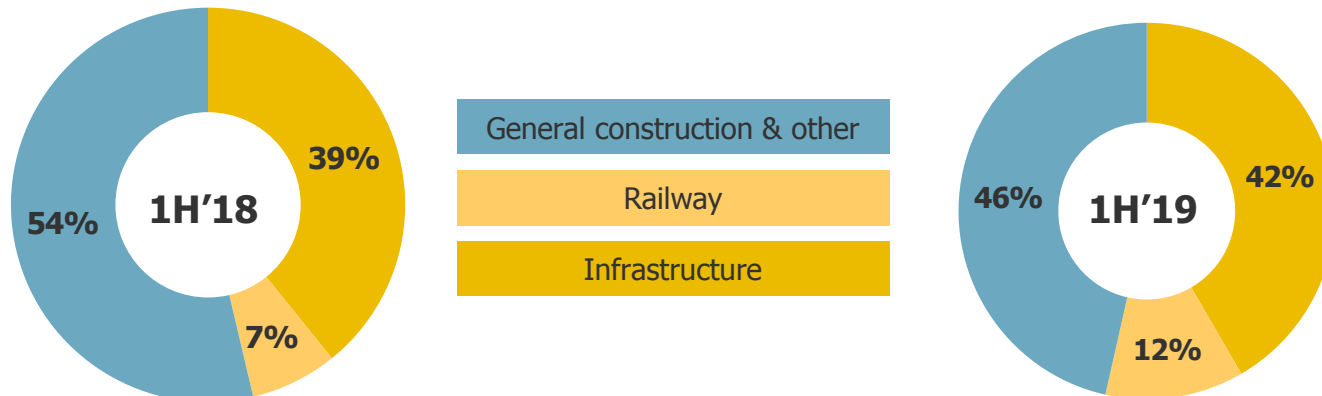 39%
1H'18
54%
7%
General construction & other
Railway
Infrastructure
42%
46%
1H'19
12%